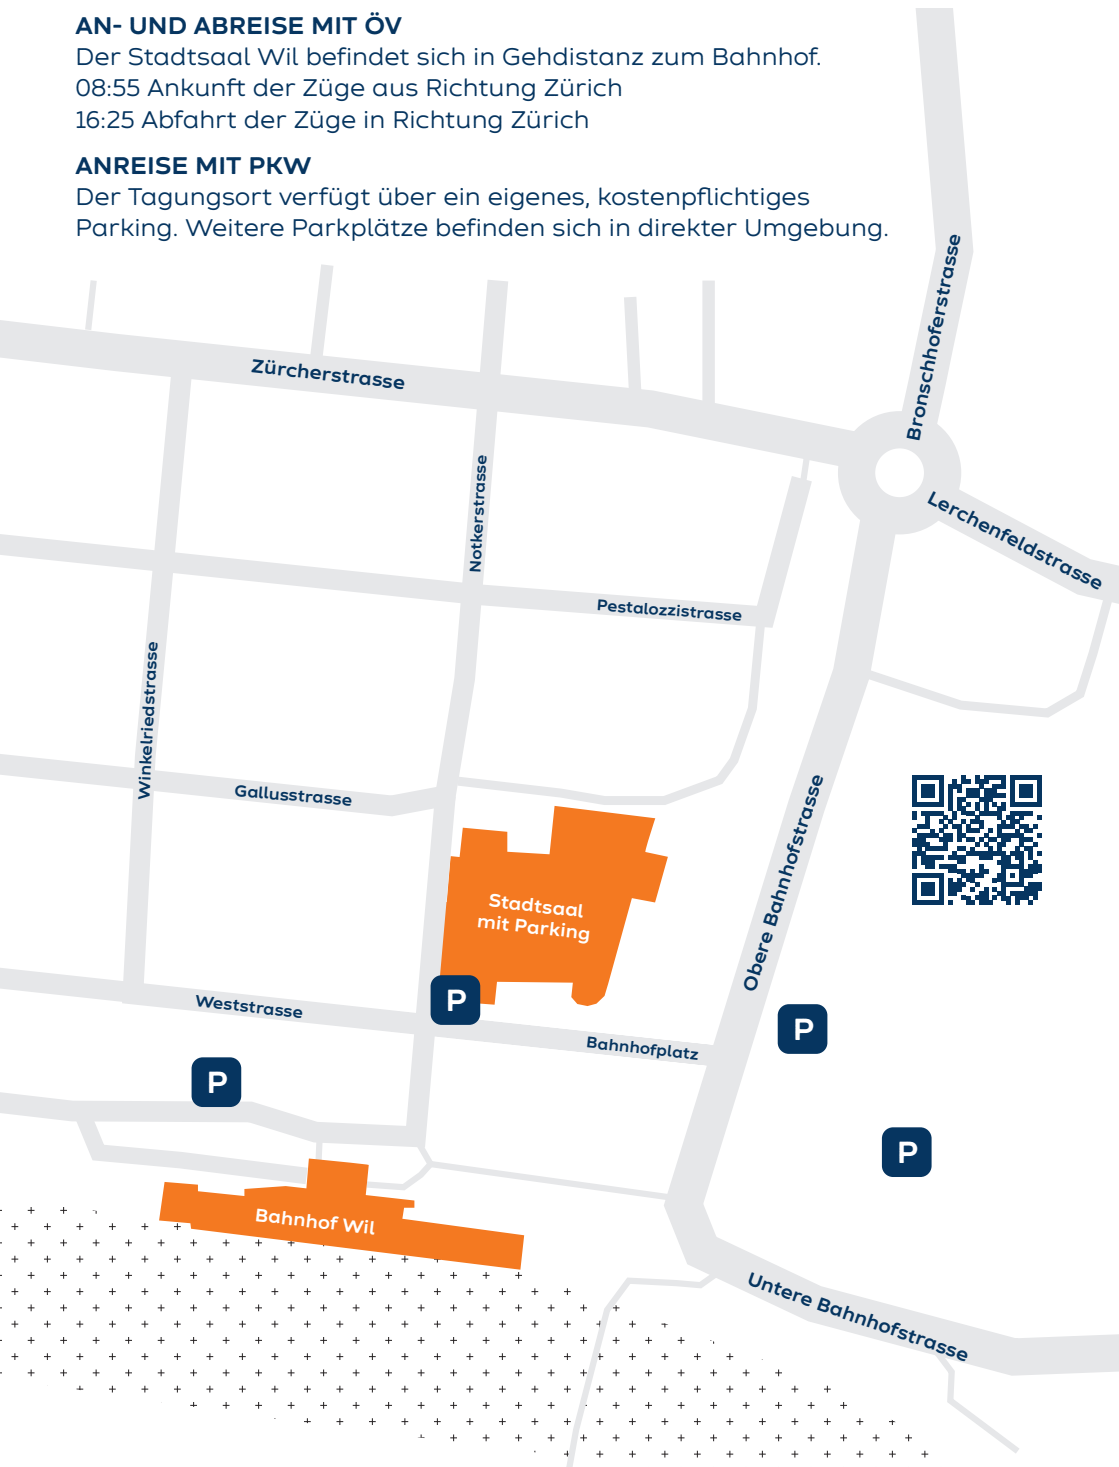 AN- UND ABREISE MIT ÖV
Der Stadtsaal Wil befindet sich in Gehdistanz zum Bahnhof.
08:55 Ankunft der Züge aus Richtung Zürich
16:25 Abfahrt der Züge in Richtung Zürich
ANREISE MIT PKW
Der Tagungsort verfügt über ein eigenes, kostenpflichtiges
Parking. Weitere Parkplätze befinden sich in direkter Umgebung.
Bronschhoferstrasse
Zürcherstrasse
Notkerstrasse
Lerchenfeldstrasse
Pestalozzistrasse
Winkelriedstrasse
Gallusstrasse
Obere Bahnhofstrasse
Stadtsaal
mit Parking
P
Weststrasse
P
Bahnhofplatz
P
P
Bahnhof Wil
Untere Bahnhofstrasse